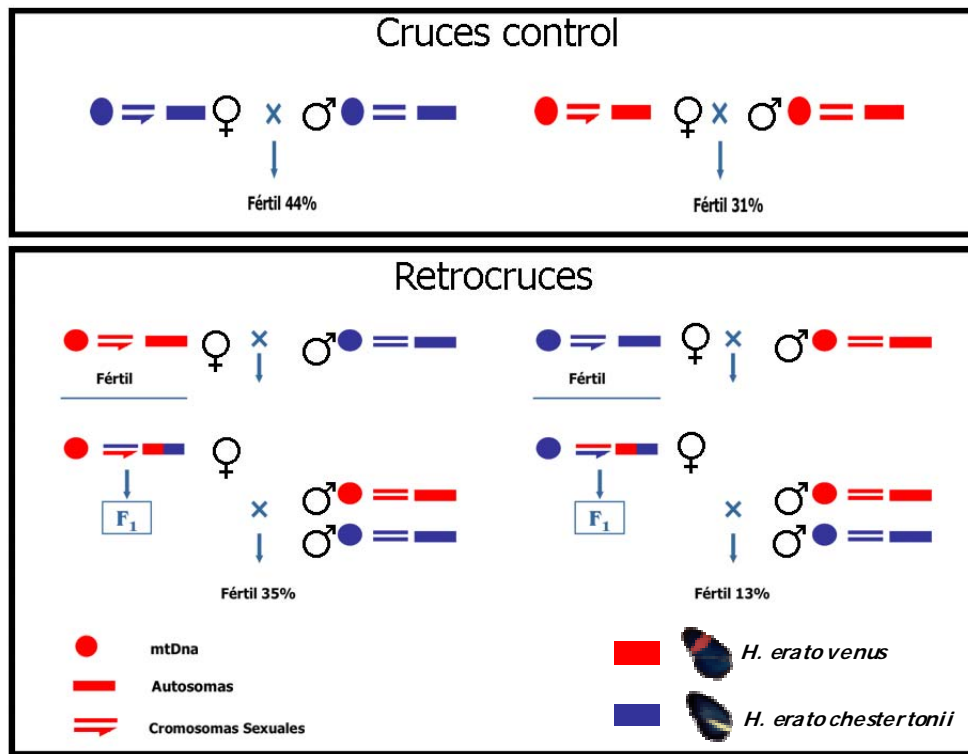 Cruces control
Fértil 44%
Fértil 31%
Retrocruces
Fértil
Fértil
F1
F1
Fértil 35%
Fértil 13%
mtDna
Autosomas
Cromosomas Sexuales
H. erato venus
H. erato chestertonii